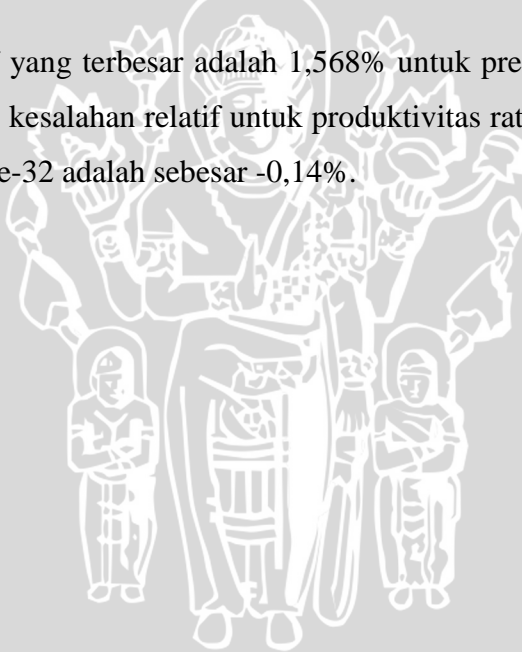 yang terbesar adalah 1,568% untuk pre
kesalahan relatif untuk produktivitas rat
e-32 adalah sebesar -0,14%.